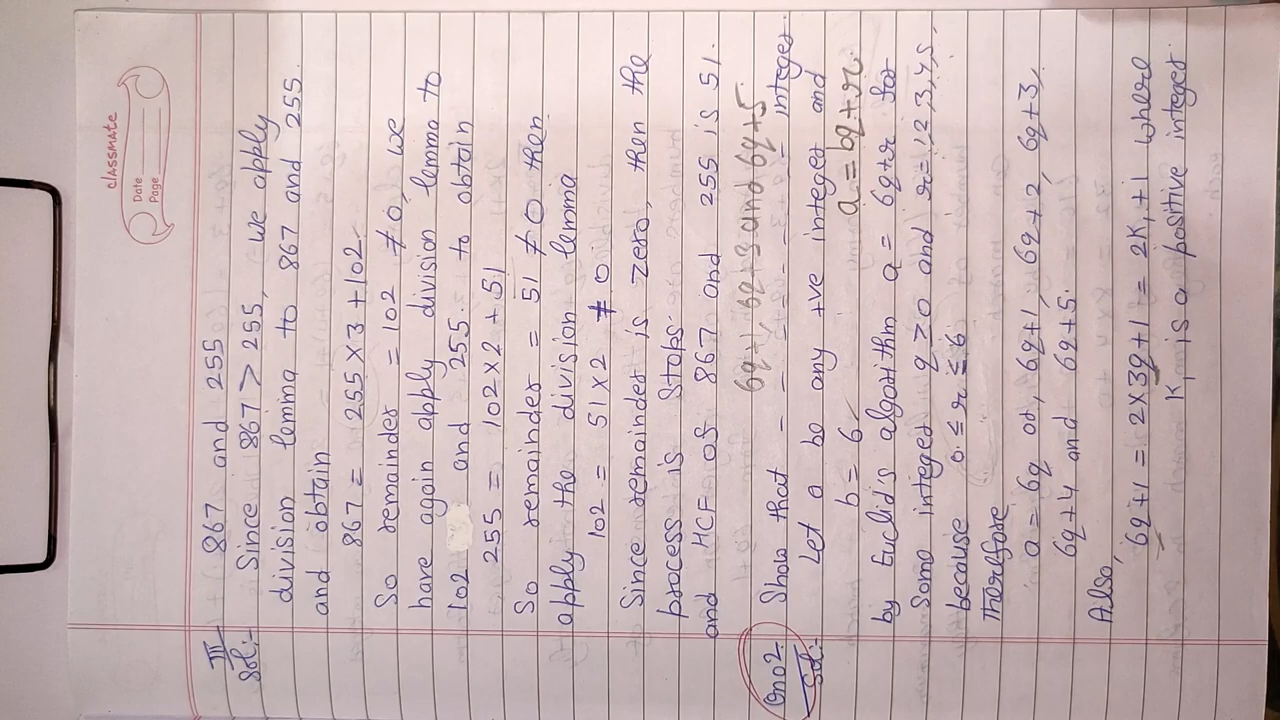 classmate
Date
Page
III 867 and 255
Sol:- Since 867 > 255, we apply
division lemma to 867 and 255.
and obtain
867 = 255 × 3 + 102.
So remainder = 102 ≠ 0, we
have again apply division lemma to
102 and 255. to obtain
255 = 102 × 2 + 51
So remainder = 51 ≠ 0 then
apply the division lemma
102 = 51 × 2 ≠ 0
Since remainder is zero, then the
process is stops.
and HCF of 867 and 255 is 51.
6q+1, 6q+3 and 6q+5.
Qno2. Show that - - - - - integer.
Sol:- Let a be any +ve integer and
b = 6. a = bq + r.
by Euclid's algorithm a = 6q+r for
Some integer q ≥ 0 and r = 1,2,3,4,5,
because 0 ≤ r ≤ 6
Therefore
a = 6q or, 6q+1, 6q+2, 6q+3,
6q+4 and 6q+5.
Also,
6q+1 = 2×3q+1 = 2K₁+1 where
K₁ is a positive integer.